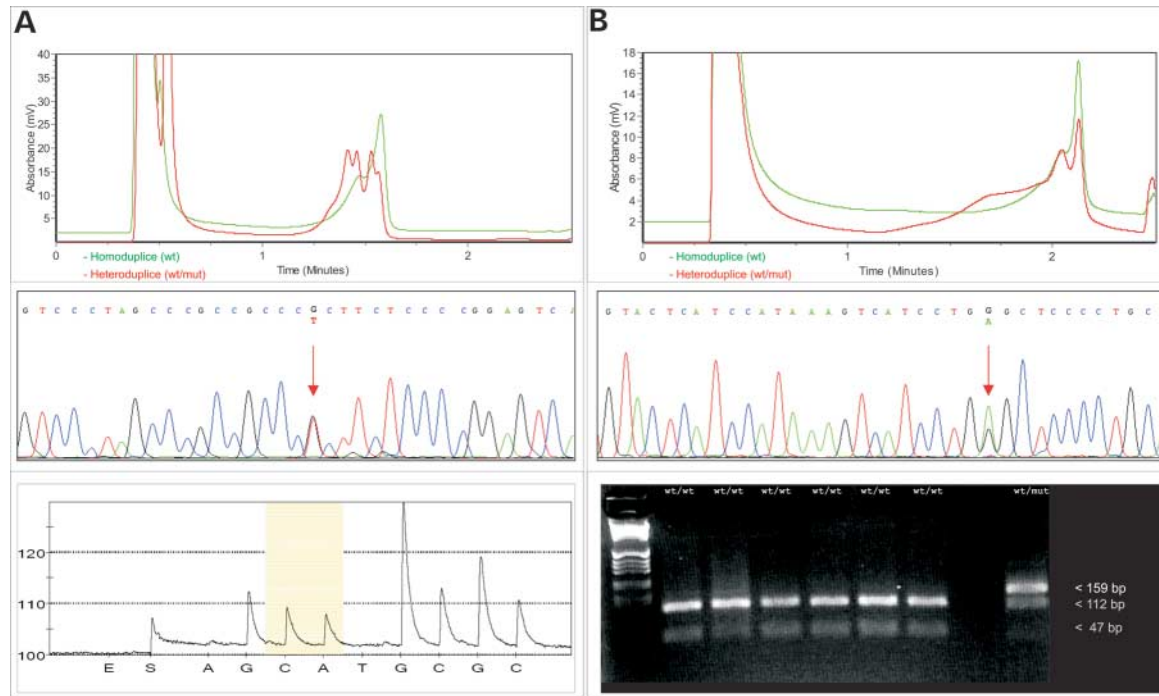 A
40
35
30
25
20
15
10
5
Absorbance (mV)
0
1
2
Time (Minutes)
- Homoduplice (wt)
- Heteroduplice (wt/mut)
G T C C C T A G C C C G C C G C C C G C T T C T C C C C G G A G T C A
T
120
110
100
E S A G C A T G C G C
B
18
16
14
12
10
8
6
4
2
Absorbance (mV)
0
1
2
Time (Minutes)
- Homoduplice (wt)
- Heteroduplice (wt/mut)
G T A C T C A T C C A T A A A G T C A T C C T G G G C T C C C C T G C
A
wt/wt wt/wt wt/wt wt/wt wt/wt wt/wt wt/mut
< 159 bp
< 112 bp
< 47 bp